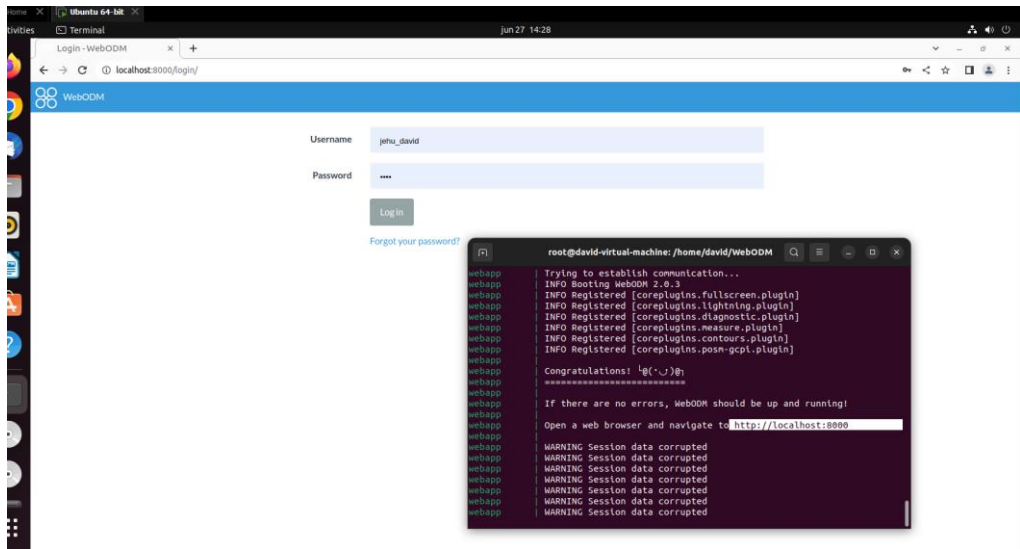 Home Ubuntu 64-bit
Activities Terminal jun 27 14:28
Login - WebODM
localhost:8000/login/
WebODM
Username jehu_david
Password ••••
Login
Forgot your password?
root@david-virtual-machine: /home/david/WebODM
webapp | Trying to establish communication...
webapp | INFO Booting WebODM 2.0.3
webapp | INFO Registered [coreplugins.fullscreen.plugin]
webapp | INFO Registered [coreplugins.lightning.plugin]
webapp | INFO Registered [coreplugins.diagnostic.plugin]
webapp | INFO Registered [coreplugins.measure.plugin]
webapp | INFO Registered [coreplugins.contours.plugin]
webapp | INFO Registered [coreplugins.posm-gcpi.plugin]
webapp |
webapp | Congratulations! └@(･◡)@┐
webapp | ==========================
webapp |
webapp | If there are no errors, WebODM should be up and running!
webapp |
webapp | Open a web browser and navigate to http://localhost:8000
webapp |
webapp | WARNING Session data corrupted
webapp | WARNING Session data corrupted
webapp | WARNING Session data corrupted
webapp | WARNING Session data corrupted
webapp | WARNING Session data corrupted
webapp | WARNING Session data corrupted
webapp | WARNING Session data corrupted